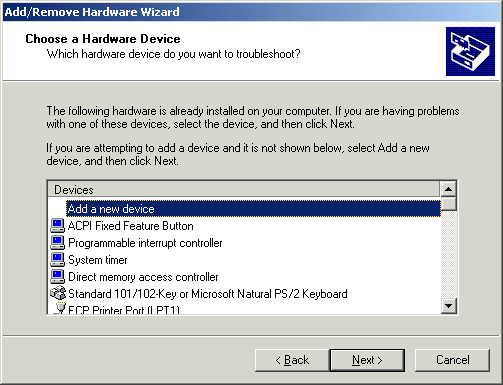 Add/Remove Hardware Wizard
Choose a Hardware Device
Which hardware device do you want to troubleshoot?
The following hardware is already installed on your computer. If you are having problems
with one of these devices, select the device, and then click Next.
If you are attempting to add a device and it is not shown below, select Add a new
device, and then click Next.
Devices
Add a new device
ACPI Fixed Feature Button
Programmable interrupt controller
System timer
Direct memory access controller
Standard 101/102-Key or Microsoft Natural PS/2 Keyboard
ECP Printer Port (LPT1)
< Back
Next >
Cancel